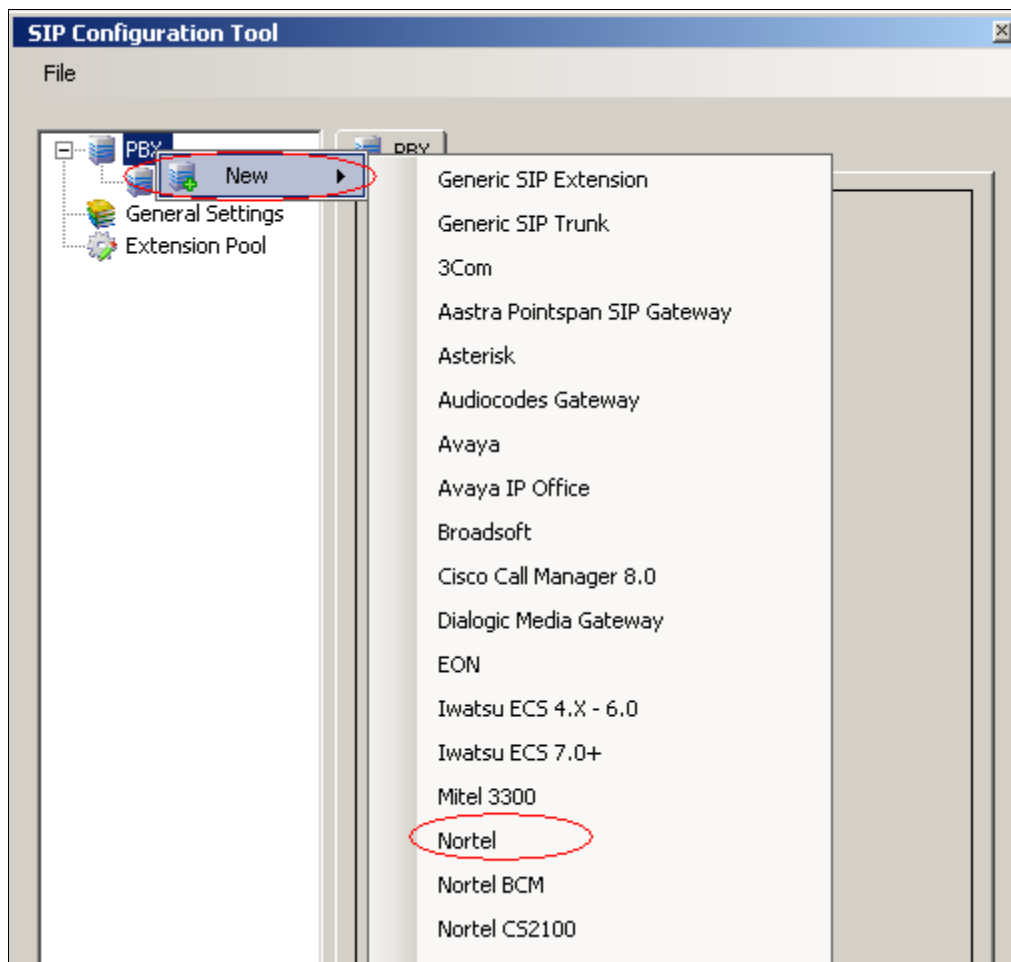 SIP Configuration Tool
File
PBX
PBX
New
General Settings
Extension Pool
Generic SIP Extension
Generic SIP Trunk
3Com
Aastra Pointspan SIP Gateway
Asterisk
Audiocodes Gateway
Avaya
Avaya IP Office
Broadsoft
Cisco Call Manager 8.0
Dialogic Media Gateway
EON
Iwatsu ECS 4.X - 6.0
Iwatsu ECS 7.0+
Mitel 3300
Nortel
Nortel BCM
Nortel CS2100